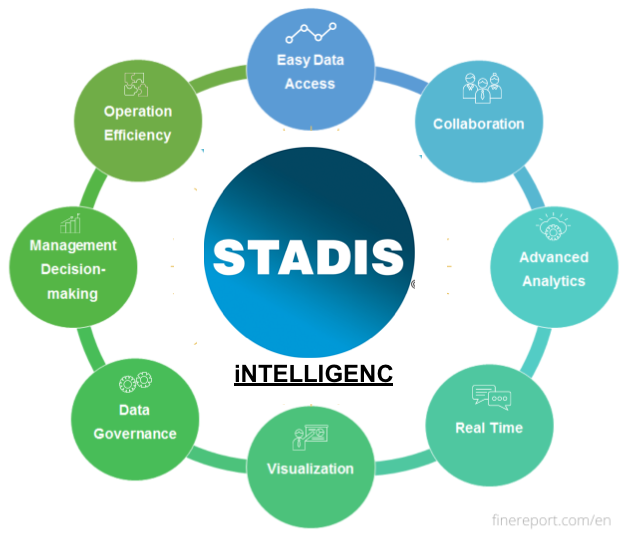 Easy Data
Access
Collaboration
Advanced
Analytics
Real Time
Visualization
Data
Governance
Management
Decision-
making
Operation
Efficiency
STADIS
iNTELLIGENC
finereport.com/en